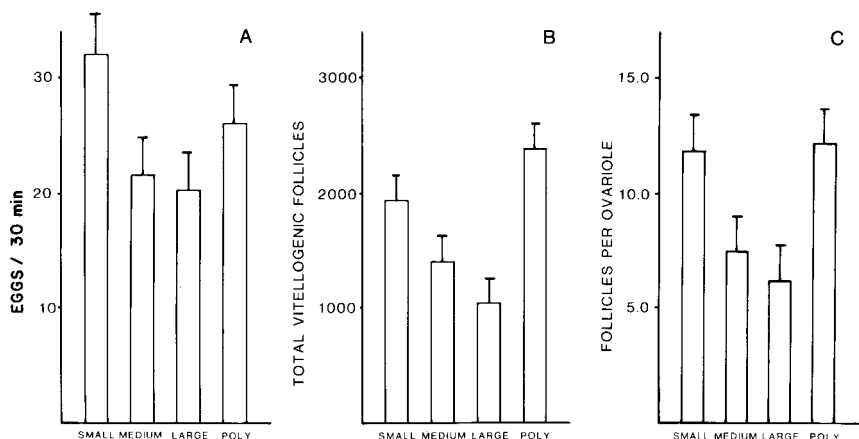 A
EGGS / 30 min
30
20
10
SMALL MEDIUM LARGE POLY
B
TOTAL VITELLOGENIC FOLLICLES
3000
2000
1000
SMALL MEDIUM LARGE POLY
C
FOLLICLES PER OVARIOLE
15.0
10.0
5.0
SMALL MEDIUM LARGE POLY